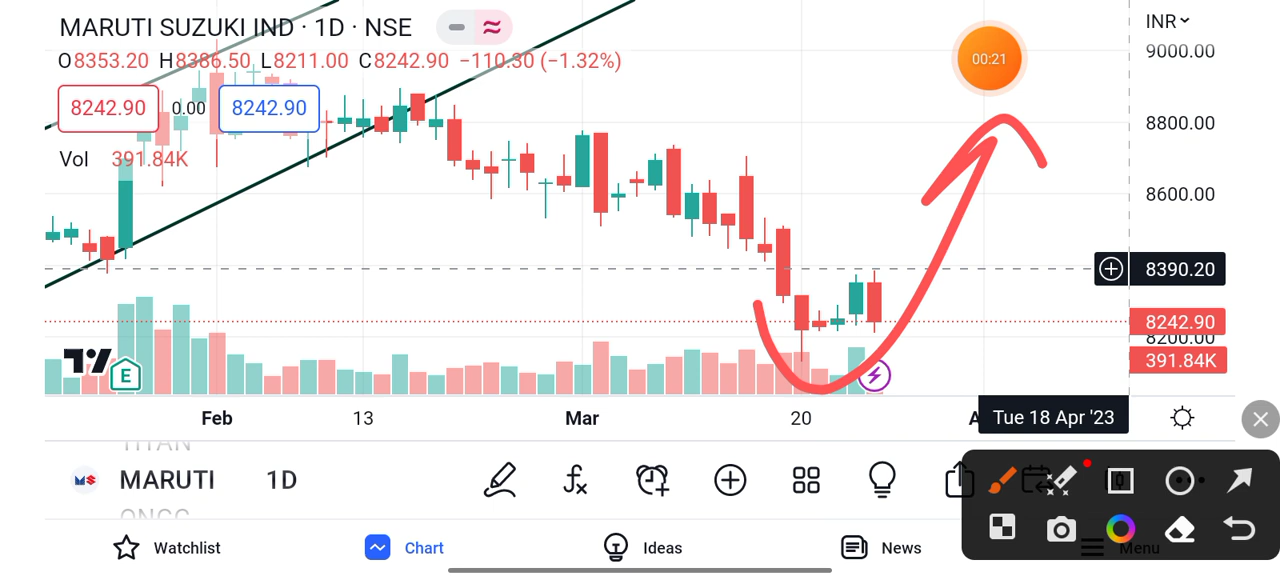 MARUTI SUZUKI IND · 1D · NSE
INR
00:21
9000.00
O8353.20 H8386.50 L8211.00 C8242.90 −110.30 (−1.32%)
8242.90 0.00 8242.90
8800.00
Vol 391.84K
8600.00
8390.20
8242.90
8200.00
391.84K
E
Feb 13 Mar 20 A Tue 18 Apr '23
TITAN
MARUTI 1D
ONGC
Watchlist Chart Ideas News Menu